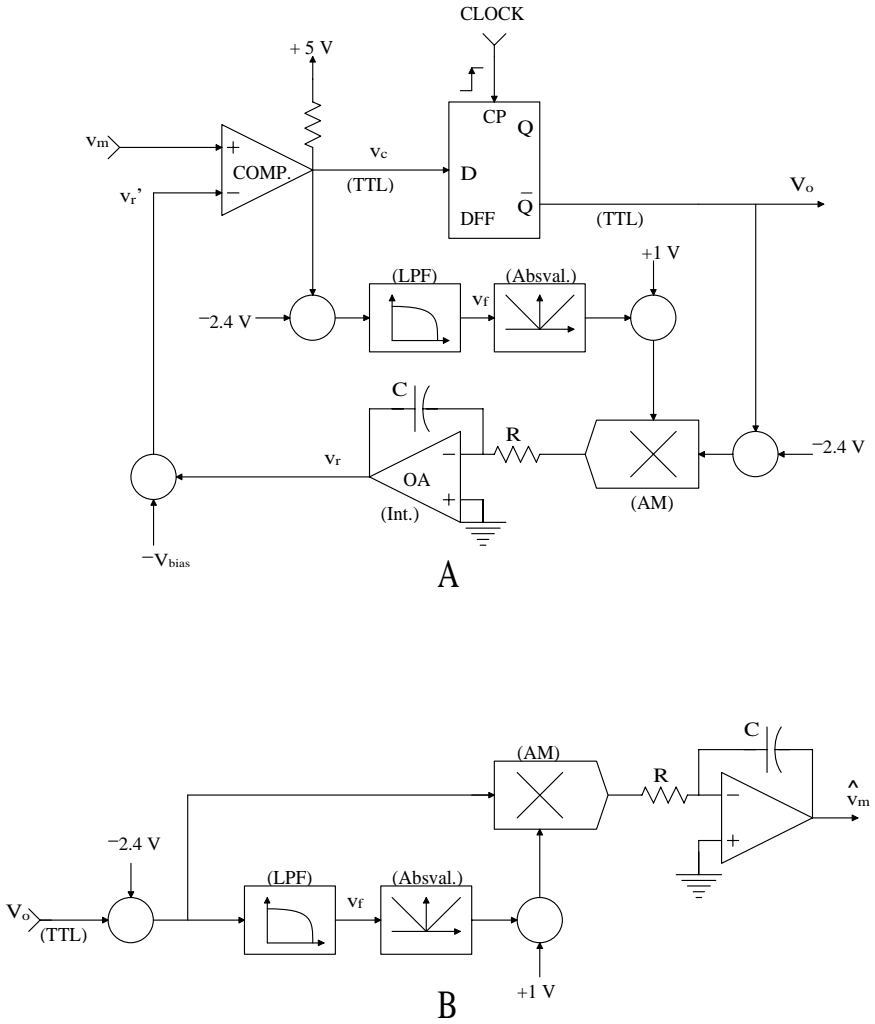 CLOCK
+ 5 V
CP
Q
vm
+
COMP.
vc
(TTL)
D
vr’
−
DFF
Q̅
(TTL)
Vo
+1 V
(LPF)
vf
(Absval.)
−2.4 V
C
R
−2.4 V
vr
−
OA
+
(Int.)
(AM)
−Vbias
A
(AM)
C
R
−
^
vm
+
−2.4 V
(LPF)
vf
(Absval.)
Vo
(TTL)
+1 V
B